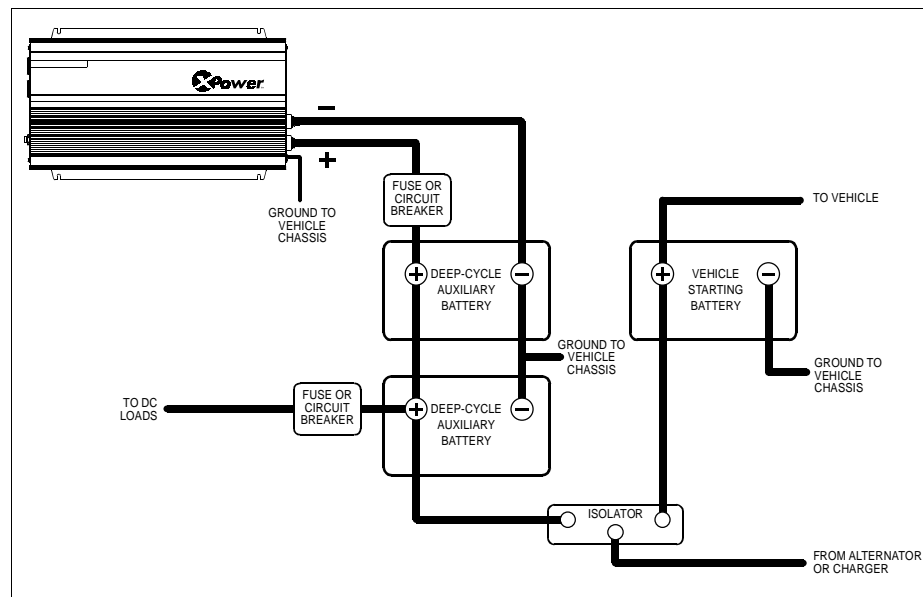 XPower
−
+
FUSE OR
CIRCUIT
BREAKER
GROUND TO
VEHICLE
CHASSIS
TO VEHICLE
+
DEEP-CYCLE
AUXILIARY
BATTERY
−
+
VEHICLE
STARTING
BATTERY
−
GROUND TO
VEHICLE
CHASSIS
GROUND TO
VEHICLE
CHASSIS
TO DC
LOADS
FUSE OR
CIRCUIT
BREAKER
+
DEEP-CYCLE
AUXILIARY
BATTERY
−
ISOLATOR
FROM ALTERNATOR
OR CHARGER